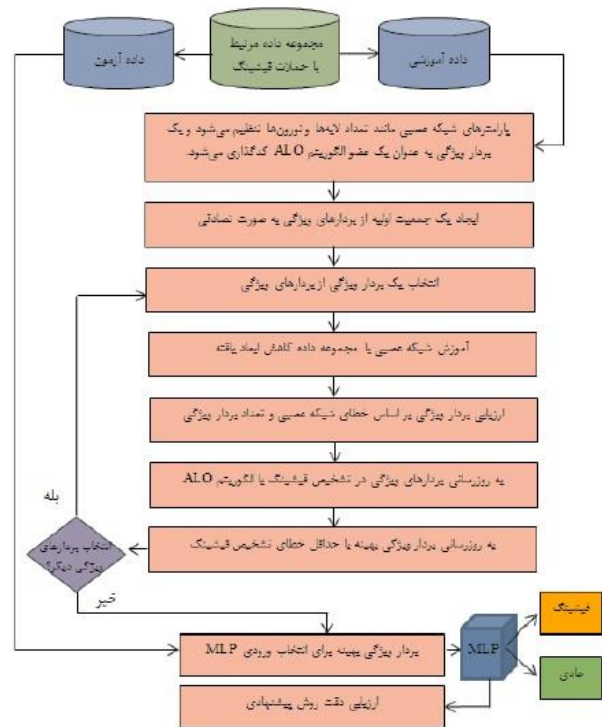 مجموعه داده مرتبط
با حملات فیشینگ
داده آزمون
داده آموزشی
پارامترهای شبکه عصبی مانند تعداد لایه‌ها و نورون‌ها تنظیم می‌شود و یک
بردار ویژگی به عنوان یک عضو الگوریتم ALO کدگذاری می‌شود.
ایجاد یک جمعیت اولیه از بردارهای ویژگی به صورت تصادفی
انتخاب یک بردار ویژگی از بردارهای ویژگی
آموزش شبکه عصبی با مجموعه داده کاهش ابعاد یافته
ارزیابی بردار ویژگی بر اساس خطای شبکه عصبی و تعداد بردار ویژگی
به روزرسانی بردارهای ویژگی در تشخیص فیشینگ با الگوریتم ALO
به روزرسانی بردار ویژگی بهینه با حداقل خطای تشخیص فیشینگ
بله
انتخاب بردارهای
ویژگی دیگر؟
خیر
بردار ویژگی بهینه برای انتخاب ورودی MLP
MLP
فیشینگ
عادی
ارزیابی دقت روش پیشنهادی